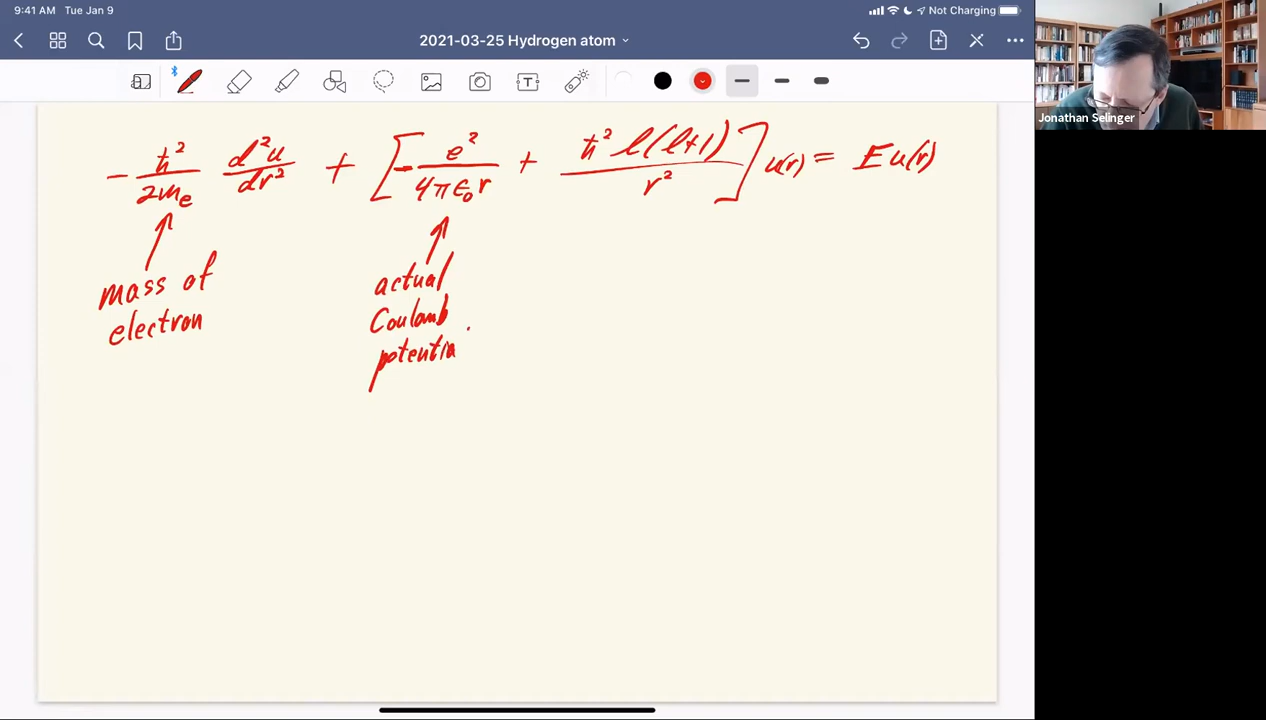 9:41 AM Tue Jan 9
Not Charging
2021-03-25 Hydrogen atom
T
Jonathan Selinger
-ħ²/2mₑ d²u/dr² + [-e²/4πϵ₀r + ħ²l(l+1)/r²] u(r) = E u(r)
mass of
electron
actual
Coulomb
potentia